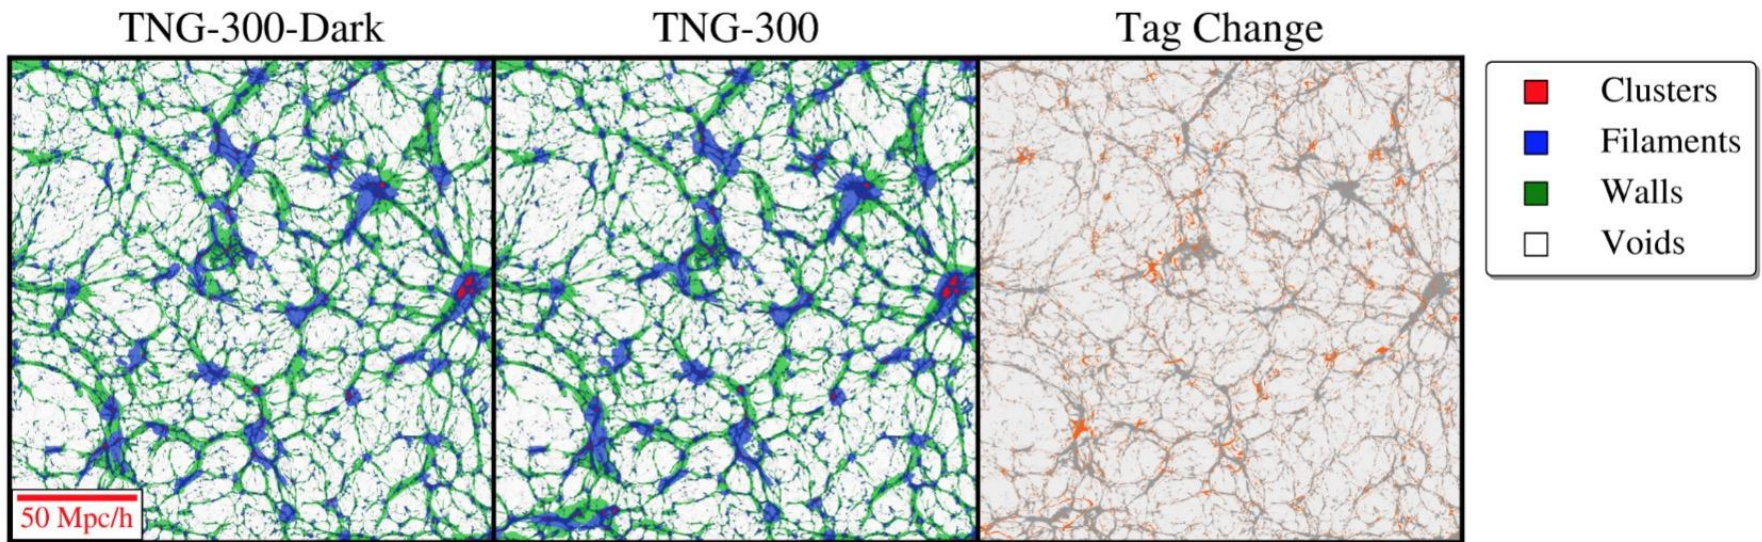 TNG-300-Dark
TNG-300
Tag Change
Clusters
Filaments
Walls
Voids
50 Mpc/h